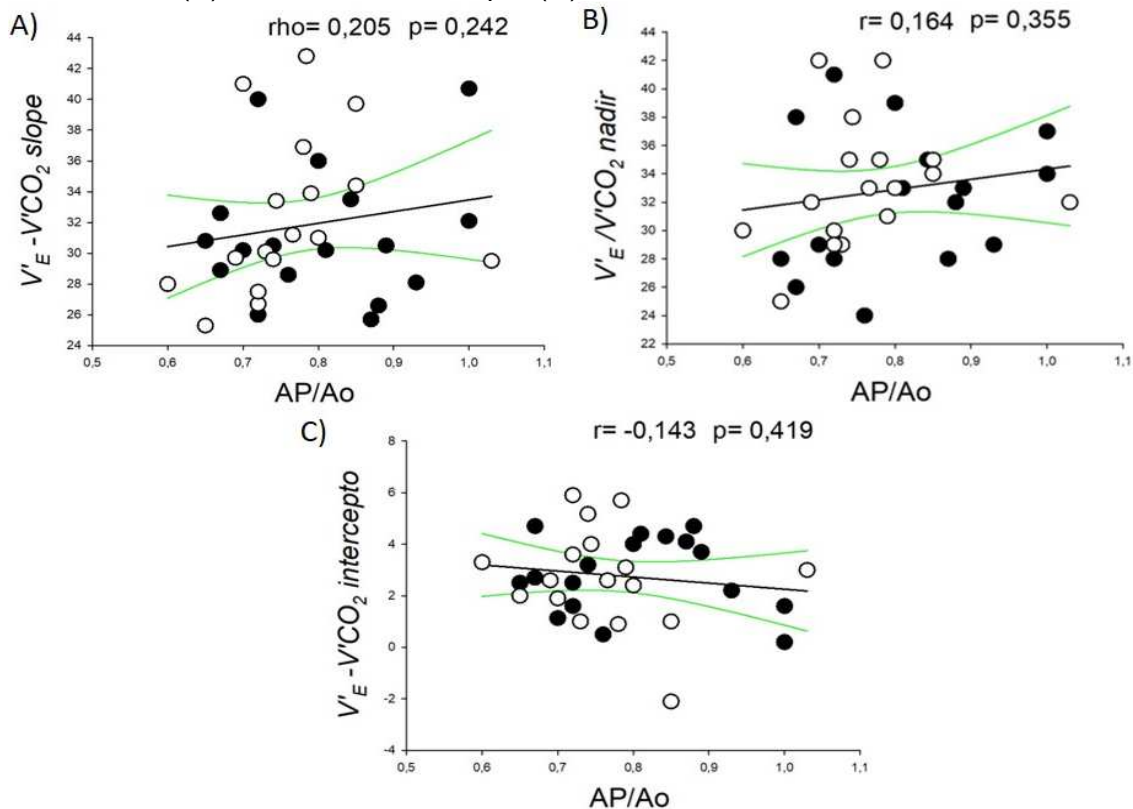 A)
rho= 0,205 p= 0,242
V'E -V'CO2 slope
44
42
40
38
36
34
32
30
28
26
24
0,5 0,6 0,7 0,8 0,9 1,0 1,1
AP/Ao
B)
r= 0,164 p= 0,355
V'E /V'CO2 nadir
44
42
40
38
36
34
32
30
28
26
24
22
0,5 0,6 0,7 0,8 0,9 1,0 1,1
AP/Ao
C)
r= -0,143 p= 0,419
V'E -V'CO2 intercepto
8
6
4
2
0
-2
-4
0,5 0,6 0,7 0,8 0,9 1,0 1,1
AP/Ao